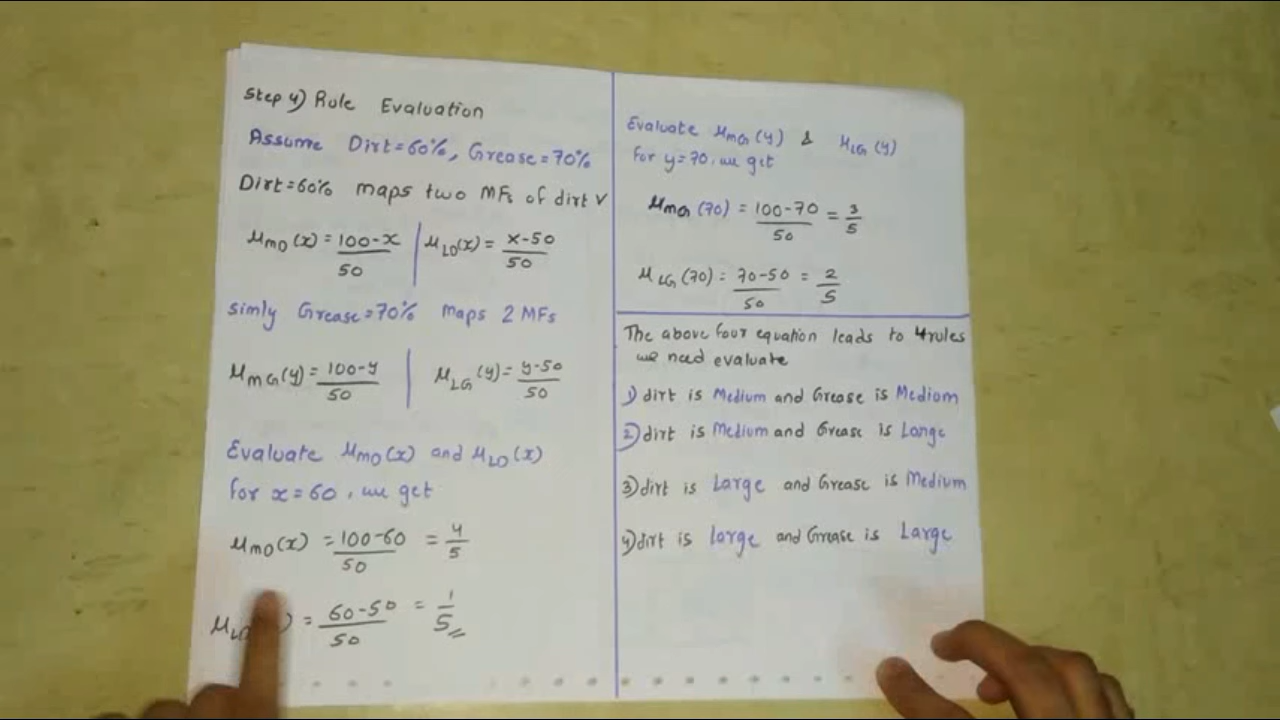 Step 4) Rule Evaluation
Assume Dirt=60%, Grease=70%
Dirt=60% maps two MFs of dirt v
μMD(x) = 100-x/50 | μLD(x) = x-50/50
simly Grease=70% maps 2 MFs
μMG(y) = 100-y/50 | μLG(y) = y-50/50
Evaluate μMD(x) and μLD(x)
for x=60, we get
μMD(x) = 100-60/50 = 4/5
= 60-50/50 = 1/5
Evaluate μMG(y) & μLG(y)
for y=70, we get
μMG(70) = 100-70/50 = 3/5
μLG(70) = 70-50/50 = 2/5
The above four equation leads to 4rules
we need evaluate
1) dirt is Medium and Grease is Mediom
2) dirt is Medium and Grease is Large
3) dirt is Large and Grease is Medium
4) dirt is large and Grease is Large